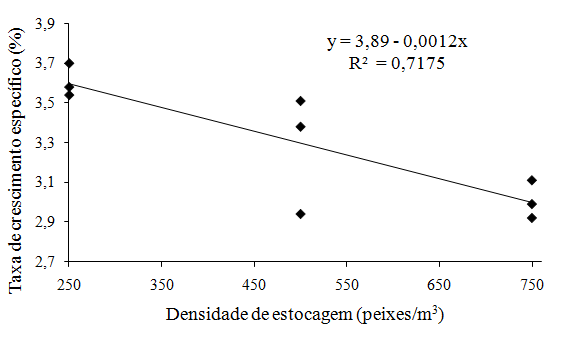 Taxa de crescimento específico (%)
3,9
3,7
3,5
3,3
3,1
2,9
2,7
y = 3,89 - 0,0012x
R² = 0,7175
250 350 450 550 650 750
Densidade de estocagem (peixes/m³)